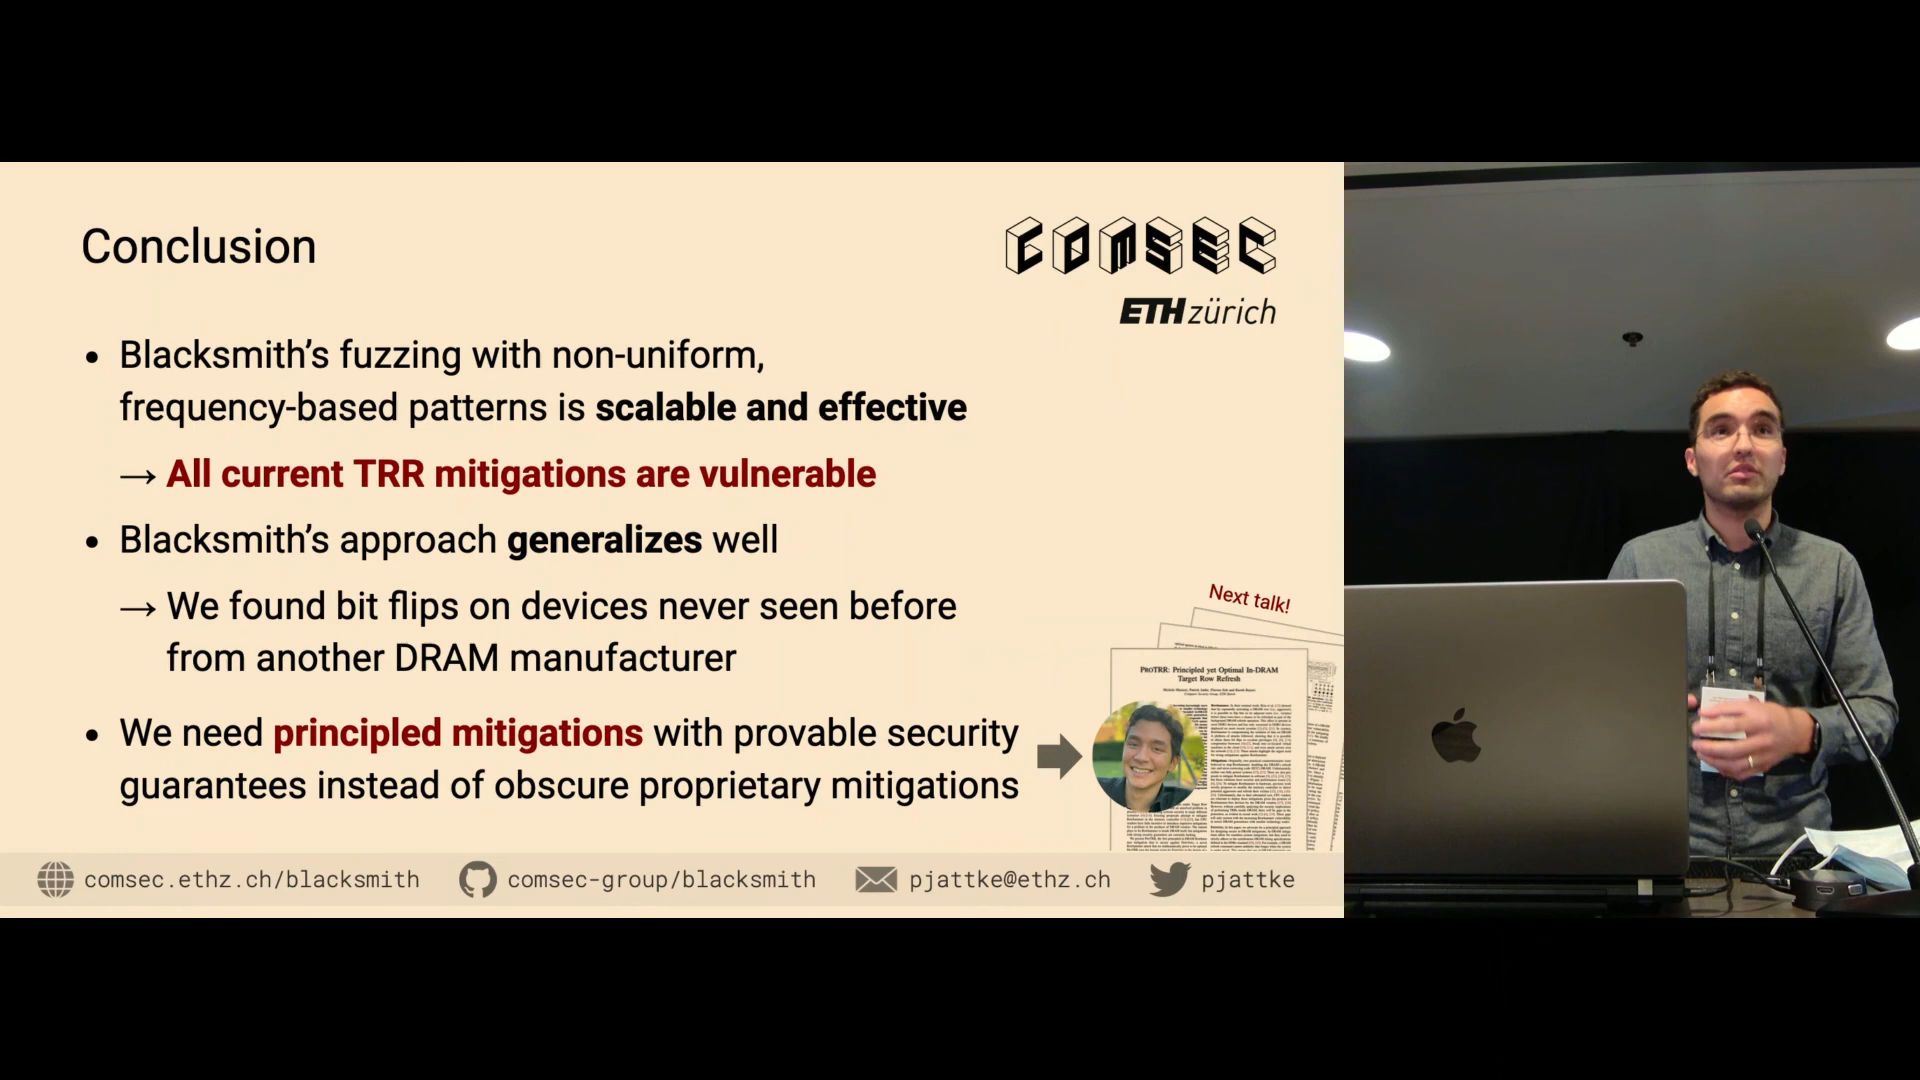 Conclusion
COMSEC
ETH zürich
• Blacksmith’s fuzzing with non-uniform,
frequency-based patterns is scalable and effective
→ All current TRR mitigations are vulnerable
• Blacksmith’s approach generalizes well
→ We found bit flips on devices never seen before
from another DRAM manufacturer
• We need principled mitigations with provable security
guarantees instead of obscure proprietary mitigations
Next talk!
PROTRR: Principled yet Optimal In-DRAM
Target Row Refresh
comsec.ethz.ch/blacksmith
comsec-group/blacksmith
pjattke@ethz.ch
pjattke